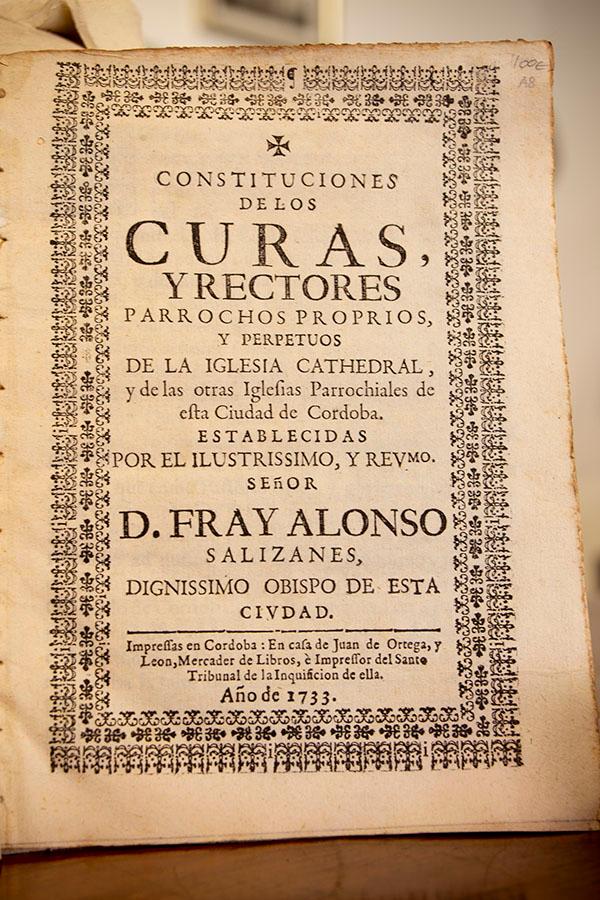 100€
A8
¶
✠
CONSTITUCIONES
DE LOS
CURAS,
Y RECTORES
PARROCHOS PROPRIOS,
Y PERPETUOS
DE LA IGLESIA CATHEDRAL,
y de las otras Igleſias Parrochiales de
eſta Ciudad de Cordoba.
ESTABLECIDAS
POR EL ILUSTRISSIMO, Y REVMO.
SEñOR
D. FRAY ALONSO
SALIZANES,
DIGNISSIMO OBISPO DE ESTA
CIVDAD.
Impreſſas en Cordoba : En caſa de Juan de Ortega, y
Leon, Mercader de Libros, è Impreſſor del Santo
Tribunal de la Inquiſicion de ella.
Año de 1733.